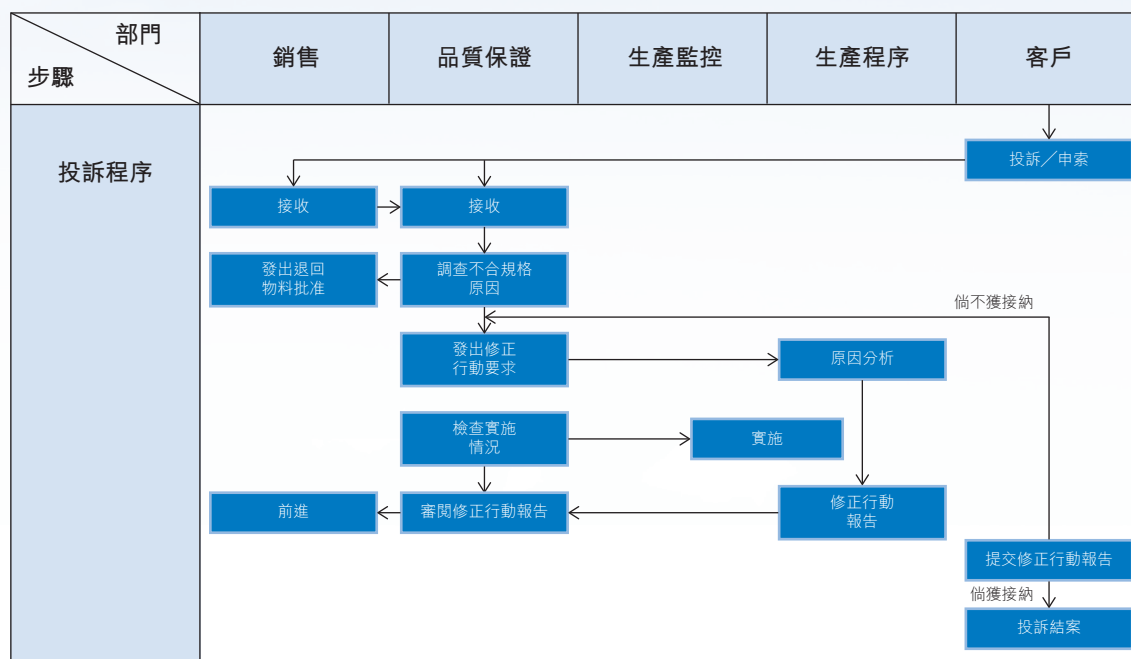 部門
步驟
銷售
品質保證
生產監控
生產程序
客戶
投訴程序
投訴／申索
接收
接收
發出退回
物料批准
調查不合規格
原因
倘不獲接納
發出修正
行動要求
原因分析
檢查實施
情況
實施
前進
審閱修正行動報告
修正行動
報告
提交修正行動報告
倘獲接納
投訴結案